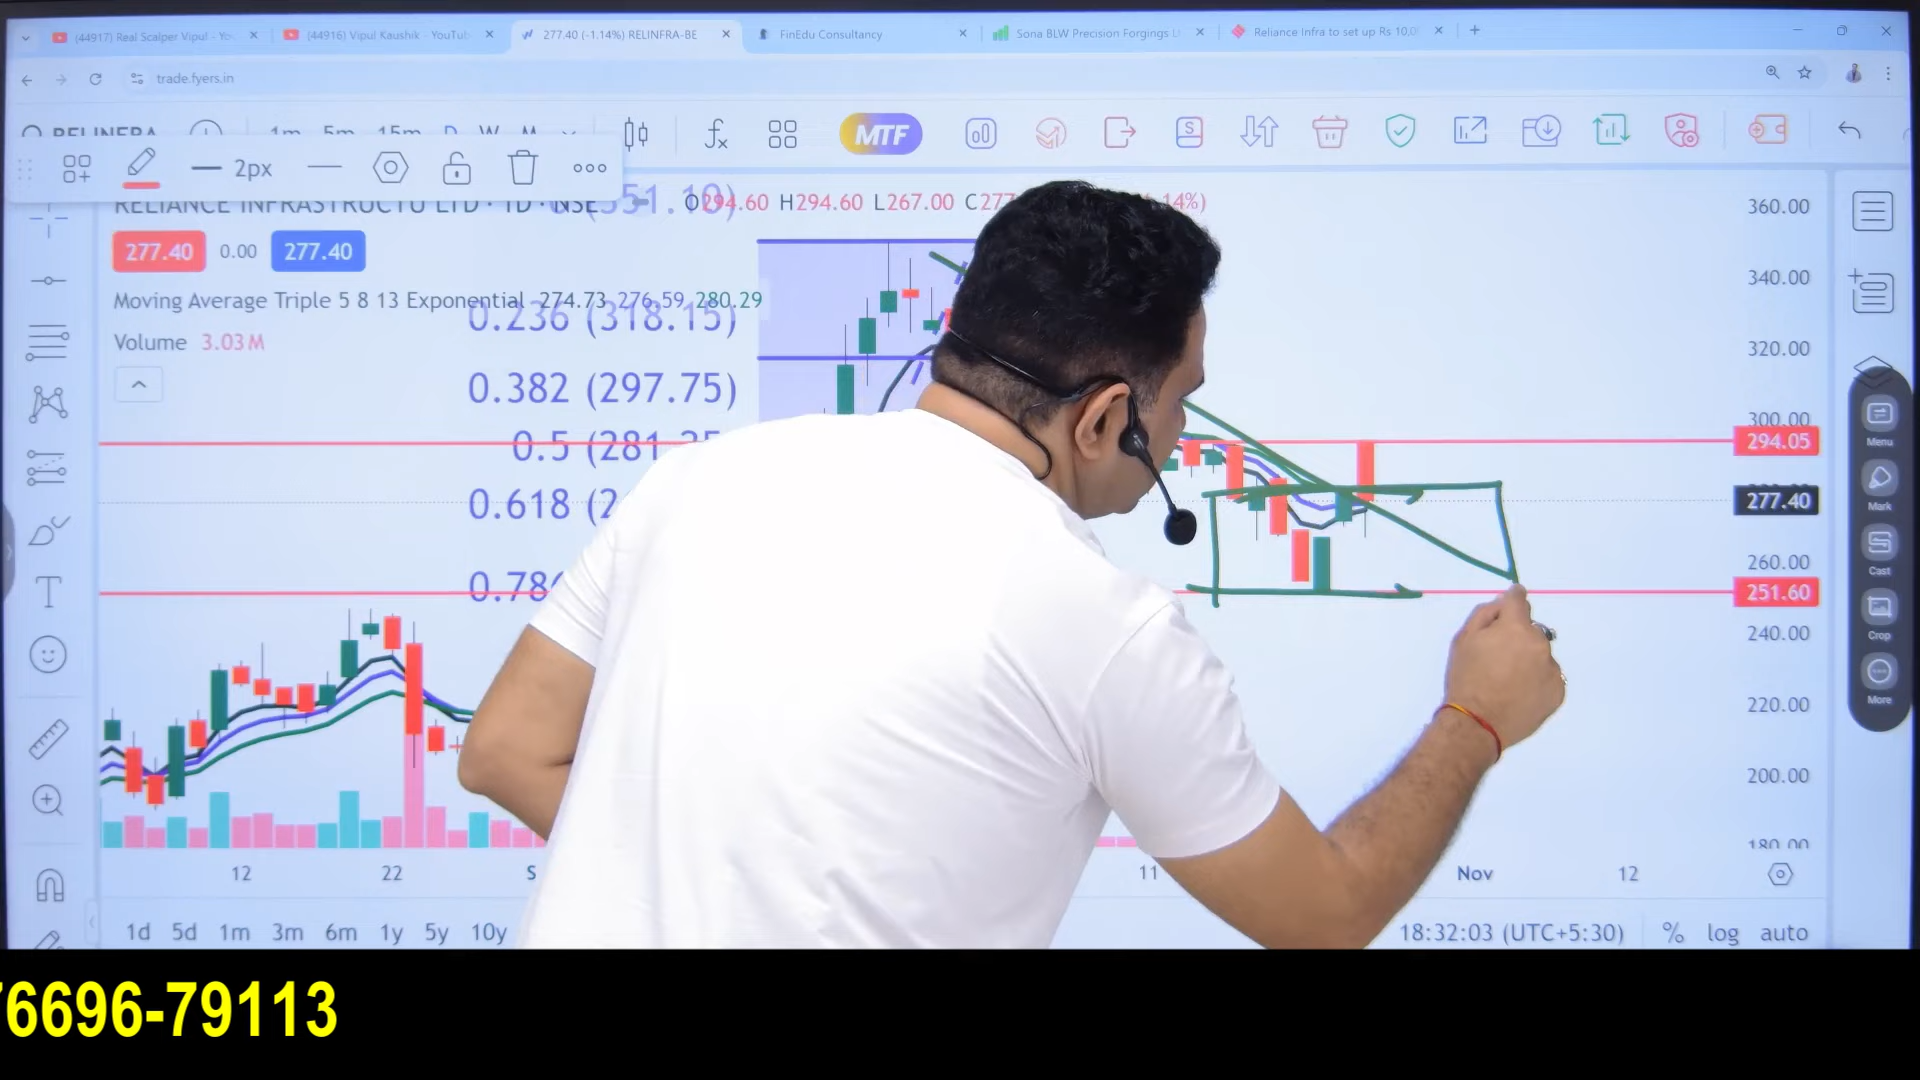 (44917) Real Scalper Vipul - Yo
(44916) Vipul Kaushik - YouTub
277.40 (-1.14%) RELINFRA-BE
FinEdu Consultancy
Sona BLW Precision Forgings L
Reliance Infra to set up Rs 10,0
trade.fyers.in
RELINFRA 1m 5m 15m D W M
MTF
2px
RELIANCE INFRASTRUCTU LTD · 1D · NSE
O294.60 H294.60 L267.00 C277 14%)
277.40 0.00 277.40
Moving Average Triple 5 8 13 Exponential 274.73 276.59 280.29
0.236 (318.15)
Volume 3.03M
0.382 (297.75)
0.5 (281
0.618 (2
0.786
360.00
340.00
320.00
300.00
294.05
277.40
260.00
251.60
240.00
220.00
200.00
180.00
Menu
Mark
Cast
Crop
More
12 22 S 11 Nov 12
1d 5d 1m 3m 6m 1y 5y 10y
18:32:03 (UTC+5:30) % log auto
6696-79113